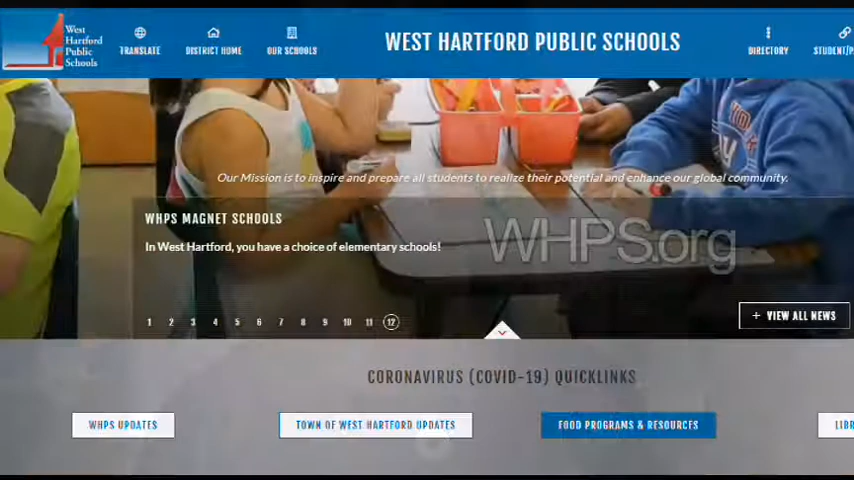 West
Hartford
Public
Schools
TRANSLATE
DISTRICT HOME
OUR SCHOOLS
WEST HARTFORD PUBLIC SCHOOLS
DIRECTORY
STUDENT/P
Our Mission is to inspire and prepare all students to realize their potential and enhance our global community.
WHPS MAGNET SCHOOLS
In West Hartford, you have a choice of elementary schools!
WHPS.org
1 2 3 4 5 6 7 8 9 10 11 12
+ VIEW ALL NEWS
CORONAVIRUS (COVID-19) QUICKLINKS
WHPS UPDATES
TOWN OF WEST HARTFORD UPDATES
FOOD PROGRAMS & RESOURCES
LIBR